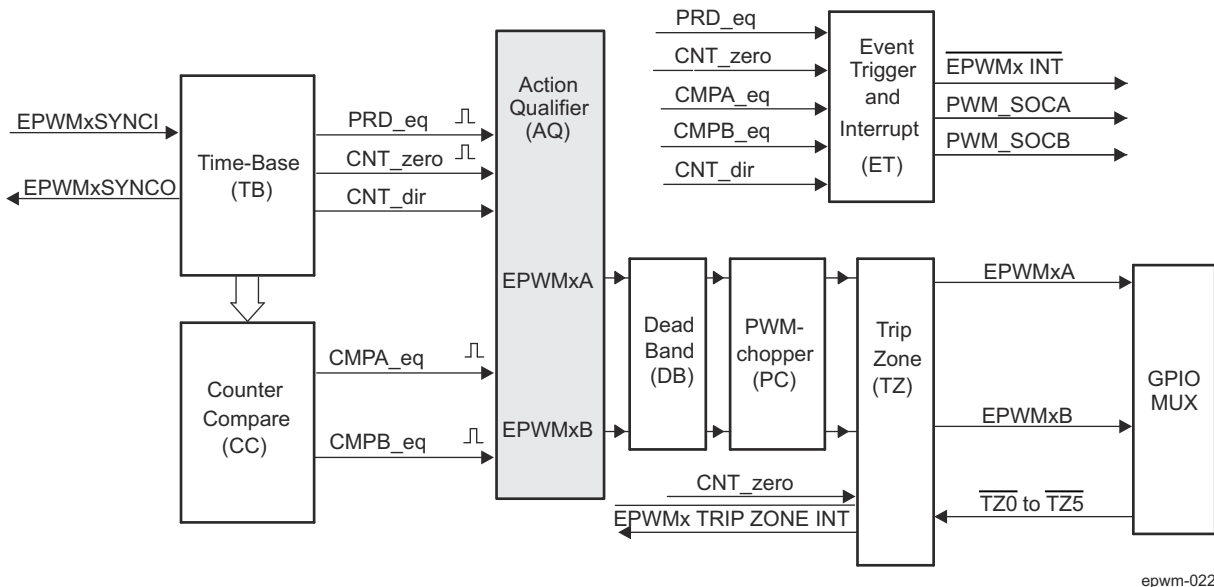 EPWMxSYNCI
EPWMxSYNCO
Time-Base
(TB)
PRD_eq
CNT_zero
CNT_dir
Counter
Compare
(CC)
CMPA_eq
CMPB_eq
Action
Qualifier
(AQ)
EPWMxA
EPWMxB
PRD_eq
CNT_zero
CMPA_eq
CMPB_eq
CNT_dir
Event
Trigger
and
Interrupt
(ET)
EPWMx INT
PWM_SOCA
PWM_SOCB
Dead
Band
(DB)
PWM-
chopper
(PC)
Trip
Zone
(TZ)
CNT_zero
EPWMx TRIP ZONE INT
EPWMxA
EPWMxB
TZ0 to TZ5
GPIO
MUX
epwm-022